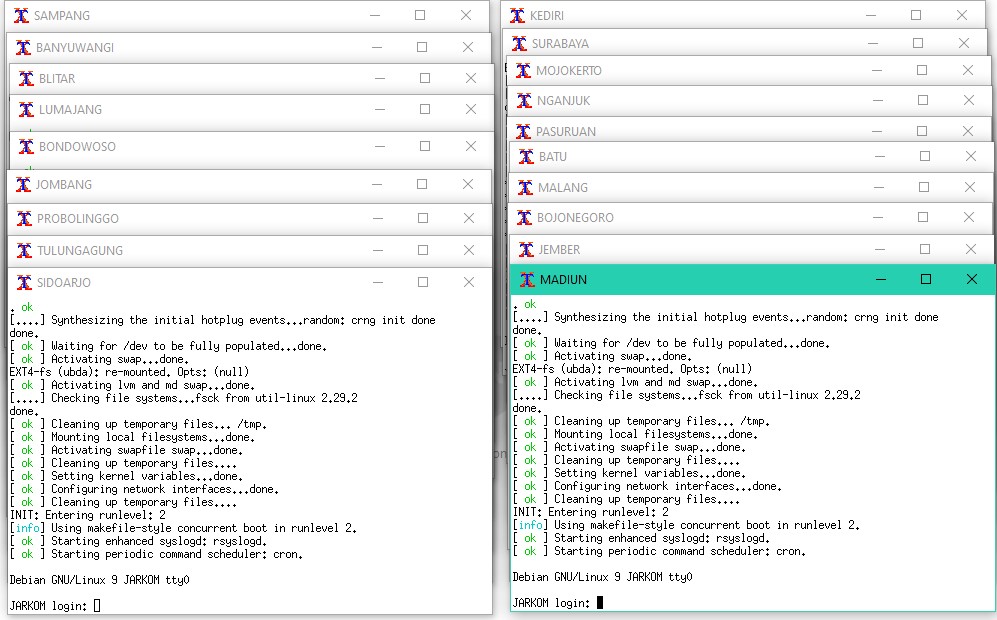 SAMPANG
BANYUWANGI
BLITAR
LUMAJANG
BONDOWOSO
JOMBANG
PROBOLINGGO
TULUNGAGUNG
SIDOARJO
. ok
[....] Synthesizing the initial hotplug events...random: crng init done
done.
[ ok ] Waiting for /dev to be fully populated...done.
[ ok ] Activating swap...done.
EXT4-fs (ubda): re-mounted. Opts: (null)
[ ok ] Activating lvm and md swap...done.
[....] Checking file systems...fsck from util-linux 2.29.2
done.
[ ok ] Cleaning up temporary files... /tmp.
[ ok ] Mounting local filesystems...done.
[ ok ] Activating swapfile swap...done.
[ ok ] Cleaning up temporary files....
[ ok ] Setting kernel variables...done.
[ ok ] Configuring network interfaces...done.
[ ok ] Cleaning up temporary files....
INIT: Entering runlevel: 2
[info] Using makefile-style concurrent boot in runlevel 2.
[ ok ] Starting enhanced syslogd: rsyslogd.
[ ok ] Starting periodic command scheduler: cron.
Debian GNU/Linux 9 JARKOM tty0
JARKOM login:
KEDIRI
SURABAYA
MOJOKERTO
NGANJUK
PASURUAN
BATU
MALANG
BOJONEGORO
JEMBER
MADIUN
. ok
[....] Synthesizing the initial hotplug events...random: crng init done
done.
[ ok ] Waiting for /dev to be fully populated...done.
[ ok ] Activating swap...done.
EXT4-fs (ubda): re-mounted. Opts: (null)
[ ok ] Activating lvm and md swap...done.
[....] Checking file systems...fsck from util-linux 2.29.2
done.
[ ok ] Cleaning up temporary files... /tmp.
[ ok ] Mounting local filesystems...done.
[ ok ] Activating swapfile swap...done.
[ ok ] Cleaning up temporary files....
[ ok ] Setting kernel variables...done.
[ ok ] Configuring network interfaces...done.
[ ok ] Cleaning up temporary files....
INIT: Entering runlevel: 2
[info] Using makefile-style concurrent boot in runlevel 2.
[ ok ] Starting enhanced syslogd: rsyslogd.
[ ok ] Starting periodic command scheduler: cron.
Debian GNU/Linux 9 JARKOM tty0
JARKOM login: